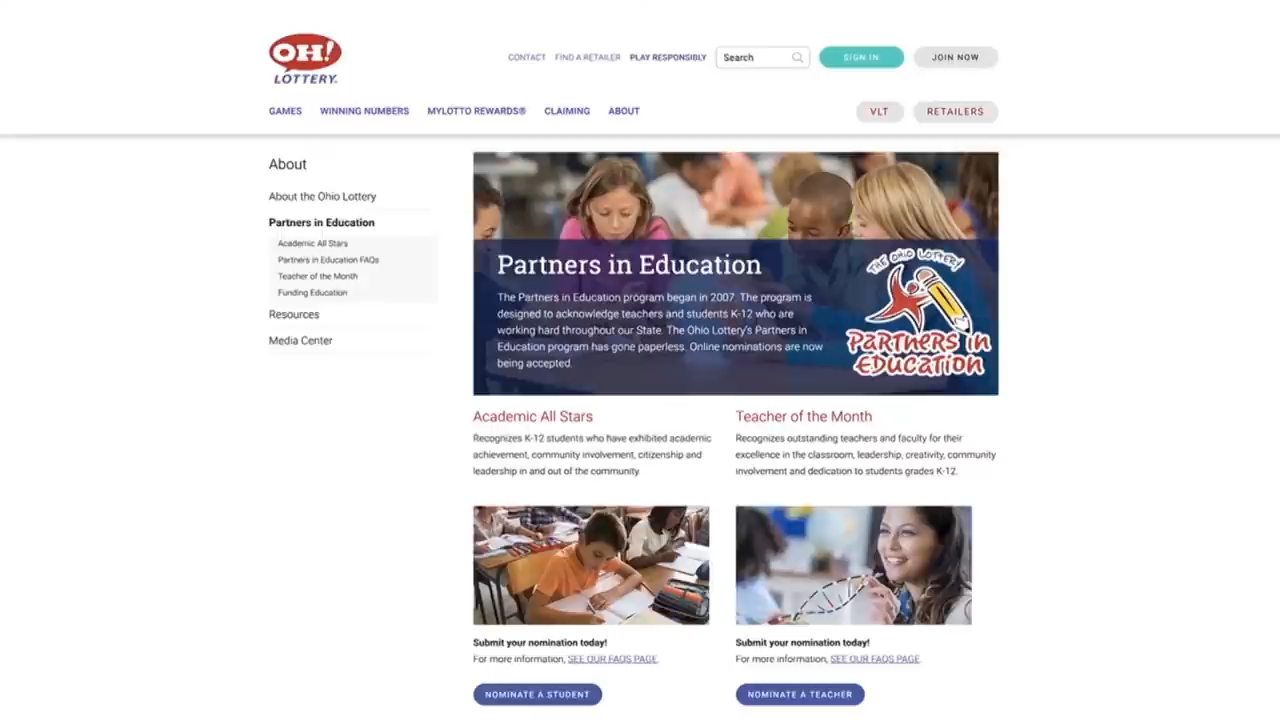 OH!
LOTTERY
CONTACT FIND A RETAILER PLAY RESPONSIBLY Search SIGN IN JOIN NOW
GAMES WINNING NUMBERS MYLOTTO REWARDS® CLAIMING ABOUT VLT RETAILERS
About
About the Ohio Lottery
Partners in Education
Academic All Stars
Partners in Education FAQs
Teacher of the Month
Funding Education
Resources
Media Center
Partners in Education
The Partners in Education program began in 2007. The program is
designed to acknowledge teachers and students K-12 who are
working hard throughout our State. The Ohio Lottery's Partners in
Education program has gone paperless. Online nominations are now
being accepted.
THE OHIO LOTTERY
PARTNERS IN
EDUCATION
Academic All Stars
Recognizes K-12 students who have exhibited academic
achievement, community involvement, citizenship and
leadership in and out of the community.
Submit your nomination today!
For more information, SEE OUR FAQS PAGE.
NOMINATE A STUDENT
Teacher of the Month
Recognizes outstanding teachers and faculty for their
excellence in the classroom, leadership, creativity, community
involvement and dedication to students grades K-12.
Submit your nomination today!
For more information, SEE OUR FAQS PAGE.
NOMINATE A TEACHER